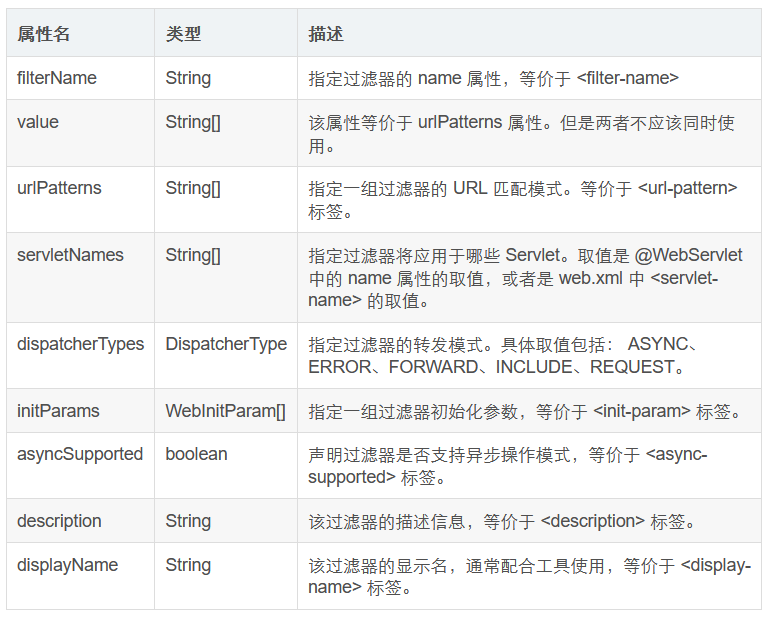 属性名 类型 描述
filterName String 指定过滤器的 name 属性，等价于 <filter-name>
value String[] 该属性等价于 urlPatterns 属性。但是两者不应该同时使
用。
urlPatterns String[] 指定一组过滤器的 URL 匹配模式。等价于 <url-pattern>
标签。
servletNames String[] 指定过滤器将应用于哪些 Servlet。取值是 @WebServlet
中的 name 属性的取值，或者是 web.xml 中 <servlet-
name> 的取值。
dispatcherTypes DispatcherType 指定过滤器的转发模式。具体取值包括： ASYNC、
ERROR、FORWARD、INCLUDE、REQUEST。
initParams WebInitParam[] 指定一组过滤器初始化参数，等价于 <init-param> 标签。
asyncSupported boolean 声明过滤器是否支持异步操作模式，等价于 <async-
supported> 标签。
description String 该过滤器的描述信息，等价于 <description> 标签。
displayName String 该过滤器的显示名，通常配合工具使用，等价于 <display-
name> 标签。